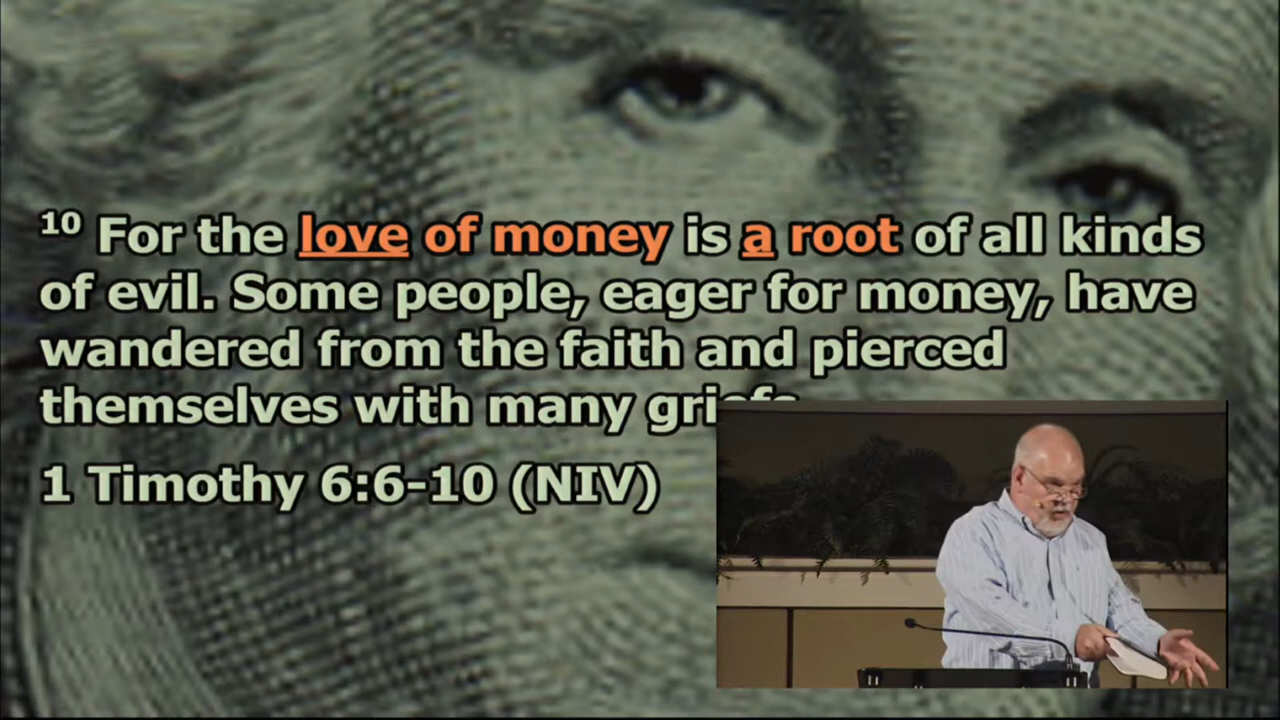 10 For the love of money is a root of all kinds
of evil. Some people, eager for money, have
wandered from the faith and pierced
themselves with many griefs.
1 Timothy 6:6-10 (NIV)